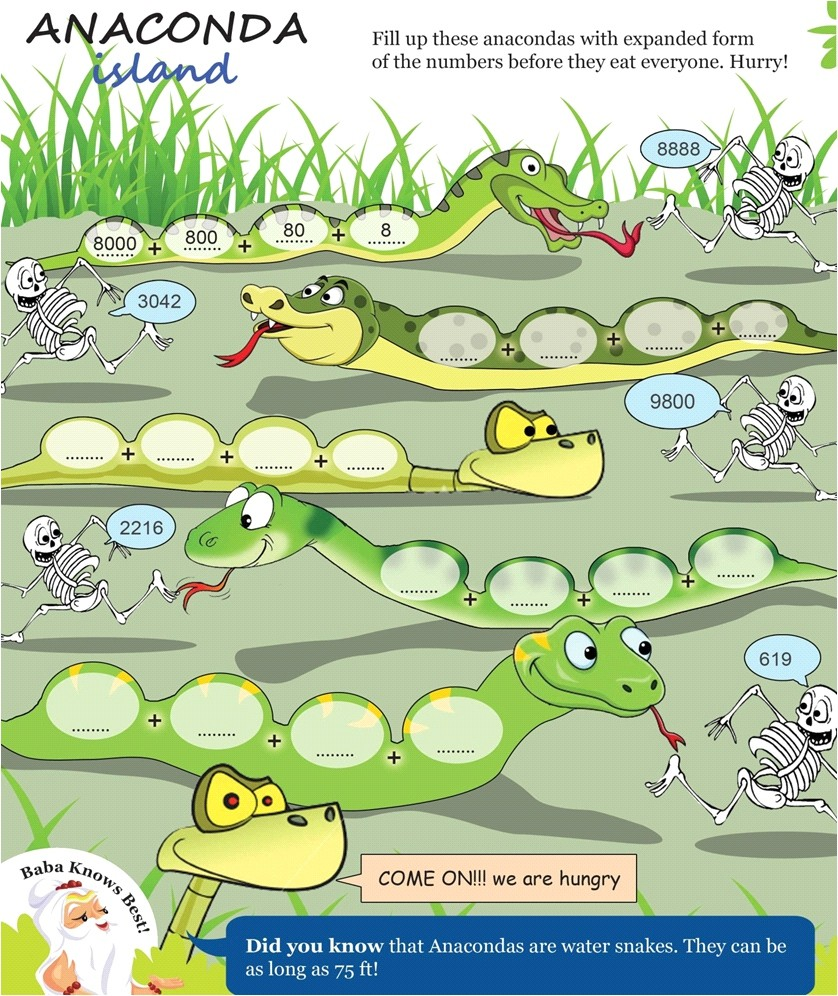 ANACONDA
island
Fill up these anacondas with expanded form
of the numbers before they eat everyone. Hurry!
8888
8000 + 800 + 80 + 8
3042
........ + ........ + ........ + ........
9800
........ + ........ + ........ + ........
2216
........ + ........ + ........ + ........
619
........ + ........ + ........ + ........
COME ON!!! we are hungry
Baba Knows Best!
Did you know that Anacondas are water snakes. They can be
as long as 75 ft!